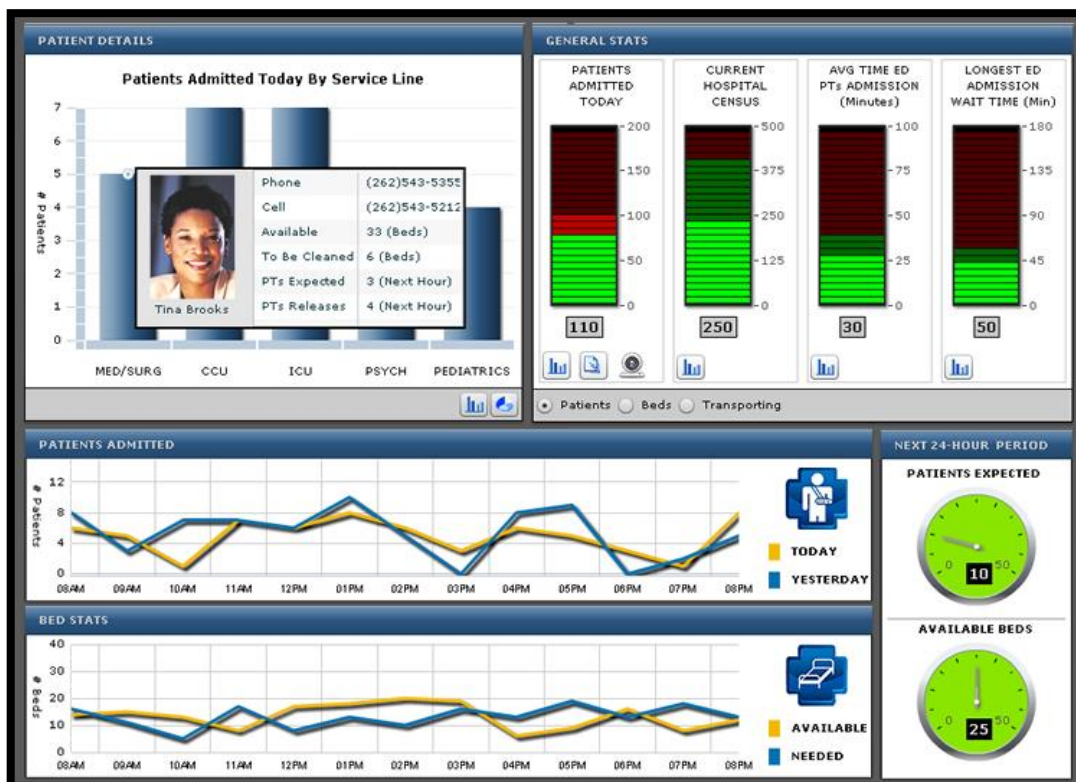 PATIENT DETAILS
Patients Admitted Today By Service Line
# Patients
7
6
5
4
3
2
1
0
MED/SURG CCU ICU PSYCH PEDIATRICS
Tina Brooks
Phone (262)543-5355
Cell (262)543-5212
Available 33 (Beds)
To Be Cleaned 6 (Beds)
PTs Expected 3 (Next Hour)
PTs Releases 4 (Next Hour)
GENERAL STATS
PATIENTS
ADMITTED
TODAY
200
150
100
50
0
110
CURRENT
HOSPITAL
CENSUS
500
375
250
125
0
250
AVG TIME ED
PTs ADMISSION
(Minutes)
100
75
50
25
0
30
LONGEST ED
ADMISSION
WAIT TIME (Min)
180
135
90
45
0
50
Patients Beds Transporting
PATIENTS ADMITTED
# Patients
12
8
4
0
08AM 09AM 10AM 11AM 12PM 01PM 02PM 03PM 04PM 05PM 06PM 07PM 08PM
TODAY
YESTERDAY
BED STATS
# Beds
40
30
20
10
0
08AM 09AM 10AM 11AM 12PM 01PM 02PM 03PM 04PM 05PM 06PM 07PM 08PM
AVAILABLE
NEEDED
NEXT 24-HOUR PERIOD
PATIENTS EXPECTED
0 50
10
AVAILABLE BEDS
0 50
25